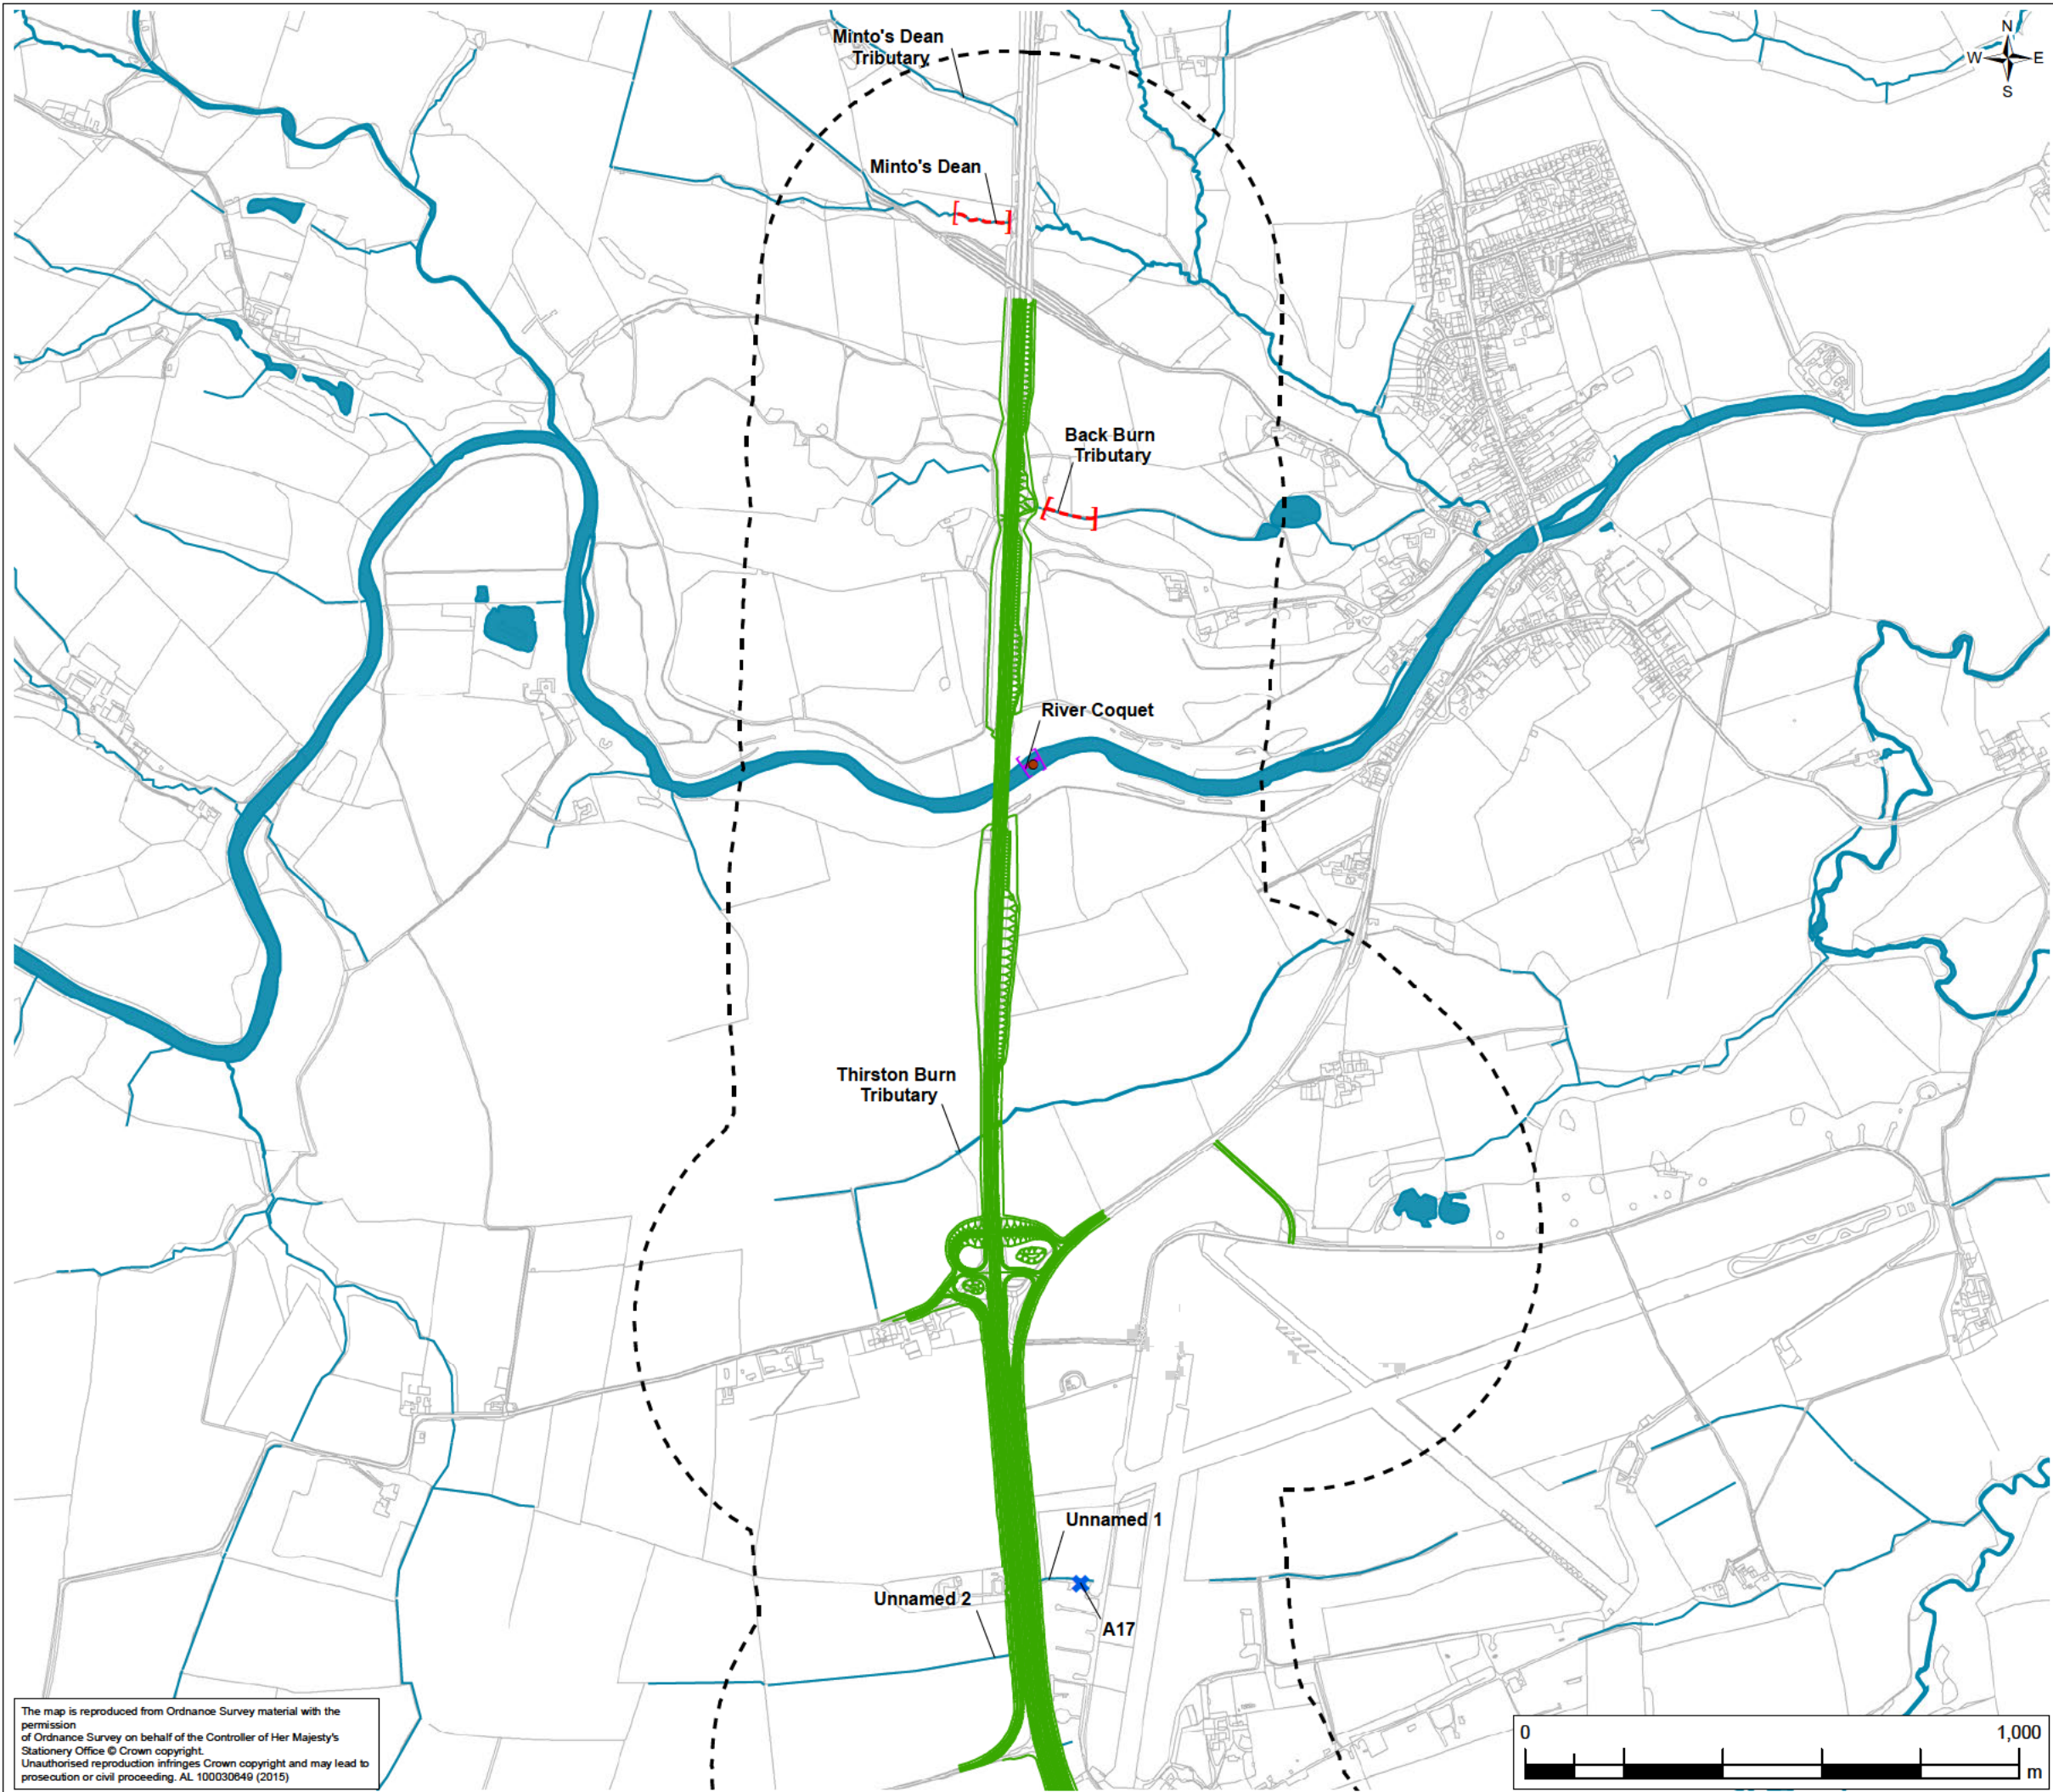 Minto's Dean
Tributary
N
W
E
S
Minto's Dean
Back Burn
Tributary
River Coquet
Thirston Burn
Tributary
Unnamed 1
Unnamed 2
A17
The map is reproduced from Ordnance Survey material with the
permission
of Ordnance Survey on behalf of the Controller of Her Majesty's
Stationery Office © Crown copyright.
Unauthorised reproduction infringes Crown copyright and may lead to
prosecution or civil proceeding. AL 100030649 (2015)
0
1,000
m